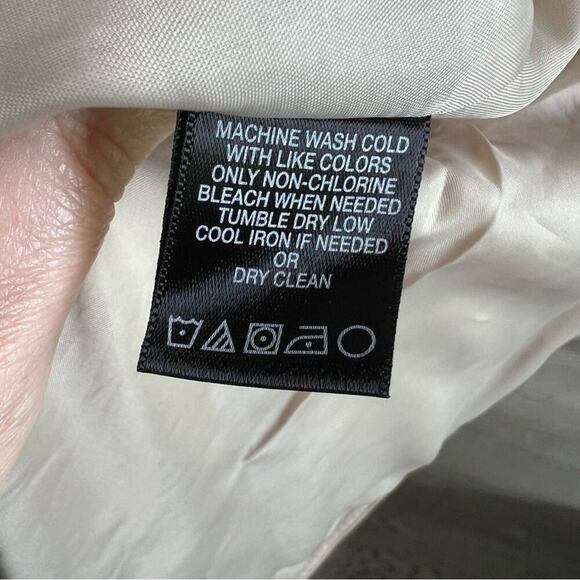 MACHINE WASH COLD
WITH LIKE COLORS
ONLY NON-CHLORINE
BLEACH WHEN NEEDED
TUMBLE DRY LOW
COOL IRON IF NEEDED
OR
DRY CLEAN